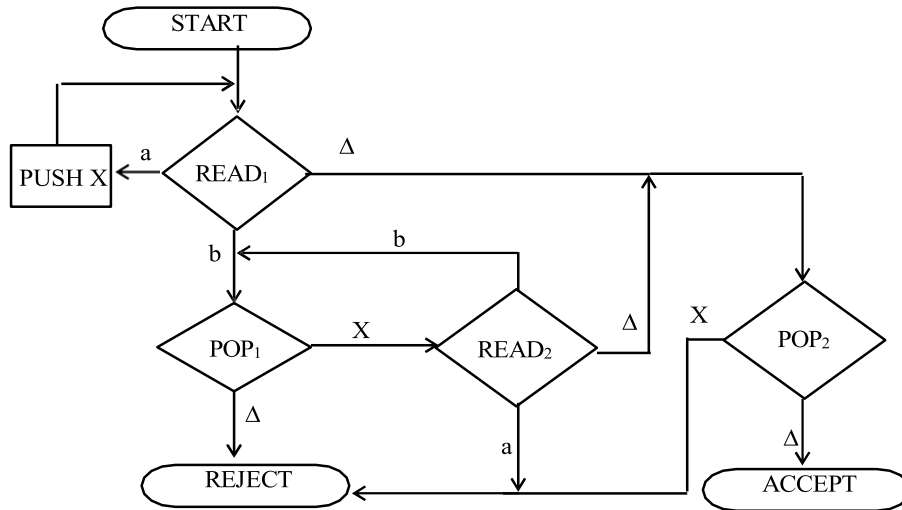 START
a
Δ
PUSH X
READ₁
b
b
X
Δ
X
POP₁
READ₂
POP₂
Δ
a
Δ
REJECT
ACCEPT